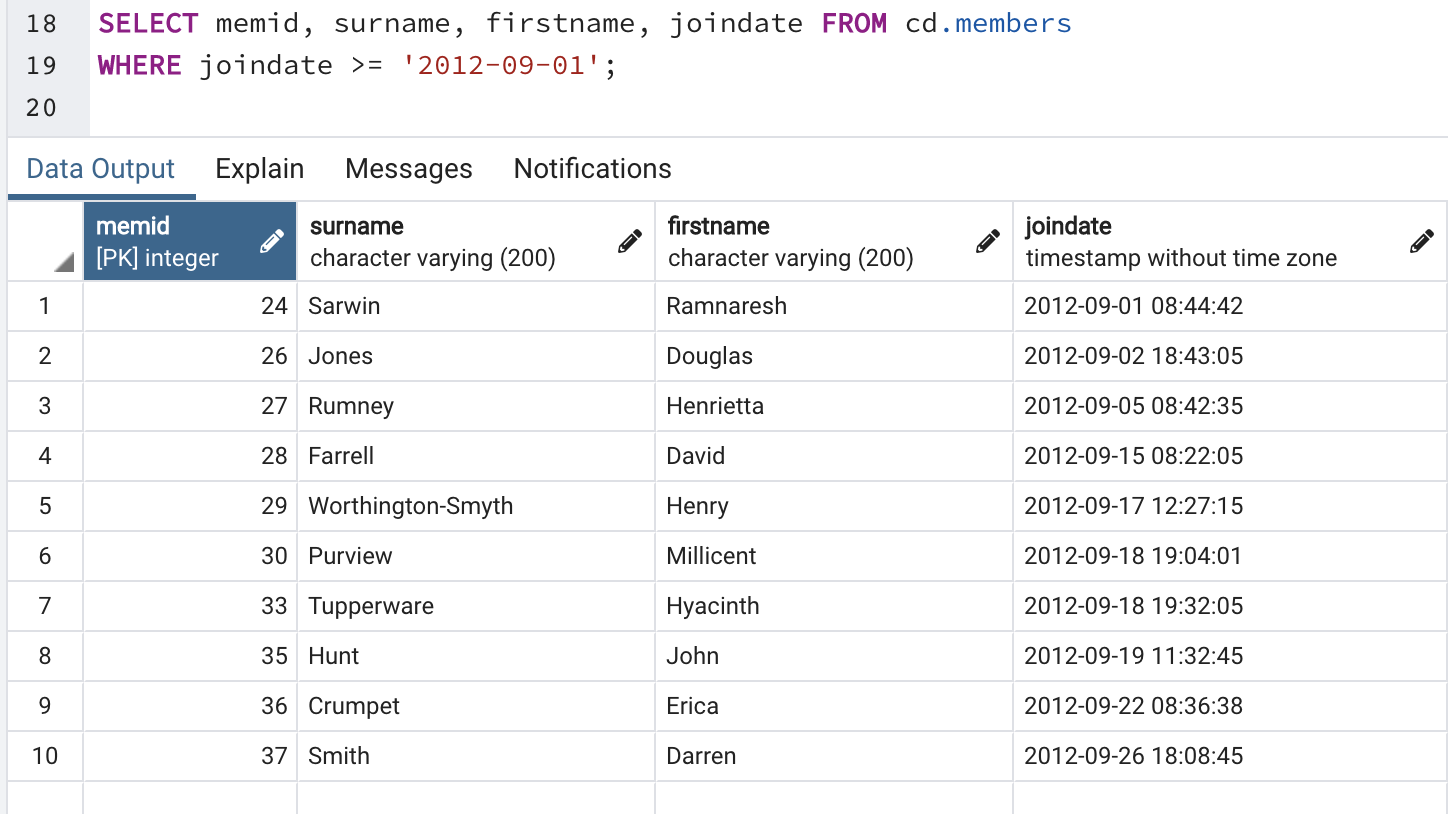 18 SELECT memid, surname, firstname, joindate FROM cd.members
19 WHERE joindate >= '2012-09-01';
20
Data Output Explain Messages Notifications
memid surname firstname joindate
[PK] integer character varying (200) character varying (200) timestamp without time zone
1 24 Sarwin Ramnaresh 2012-09-01 08:44:42
2 26 Jones Douglas 2012-09-02 18:43:05
3 27 Rumney Henrietta 2012-09-05 08:42:35
4 28 Farrell David 2012-09-15 08:22:05
5 29 Worthington-Smyth Henry 2012-09-17 12:27:15
6 30 Purview Millicent 2012-09-18 19:04:01
7 33 Tupperware Hyacinth 2012-09-18 19:32:05
8 35 Hunt John 2012-09-19 11:32:45
9 36 Crumpet Erica 2012-09-22 08:36:38
10 37 Smith Darren 2012-09-26 18:08:45